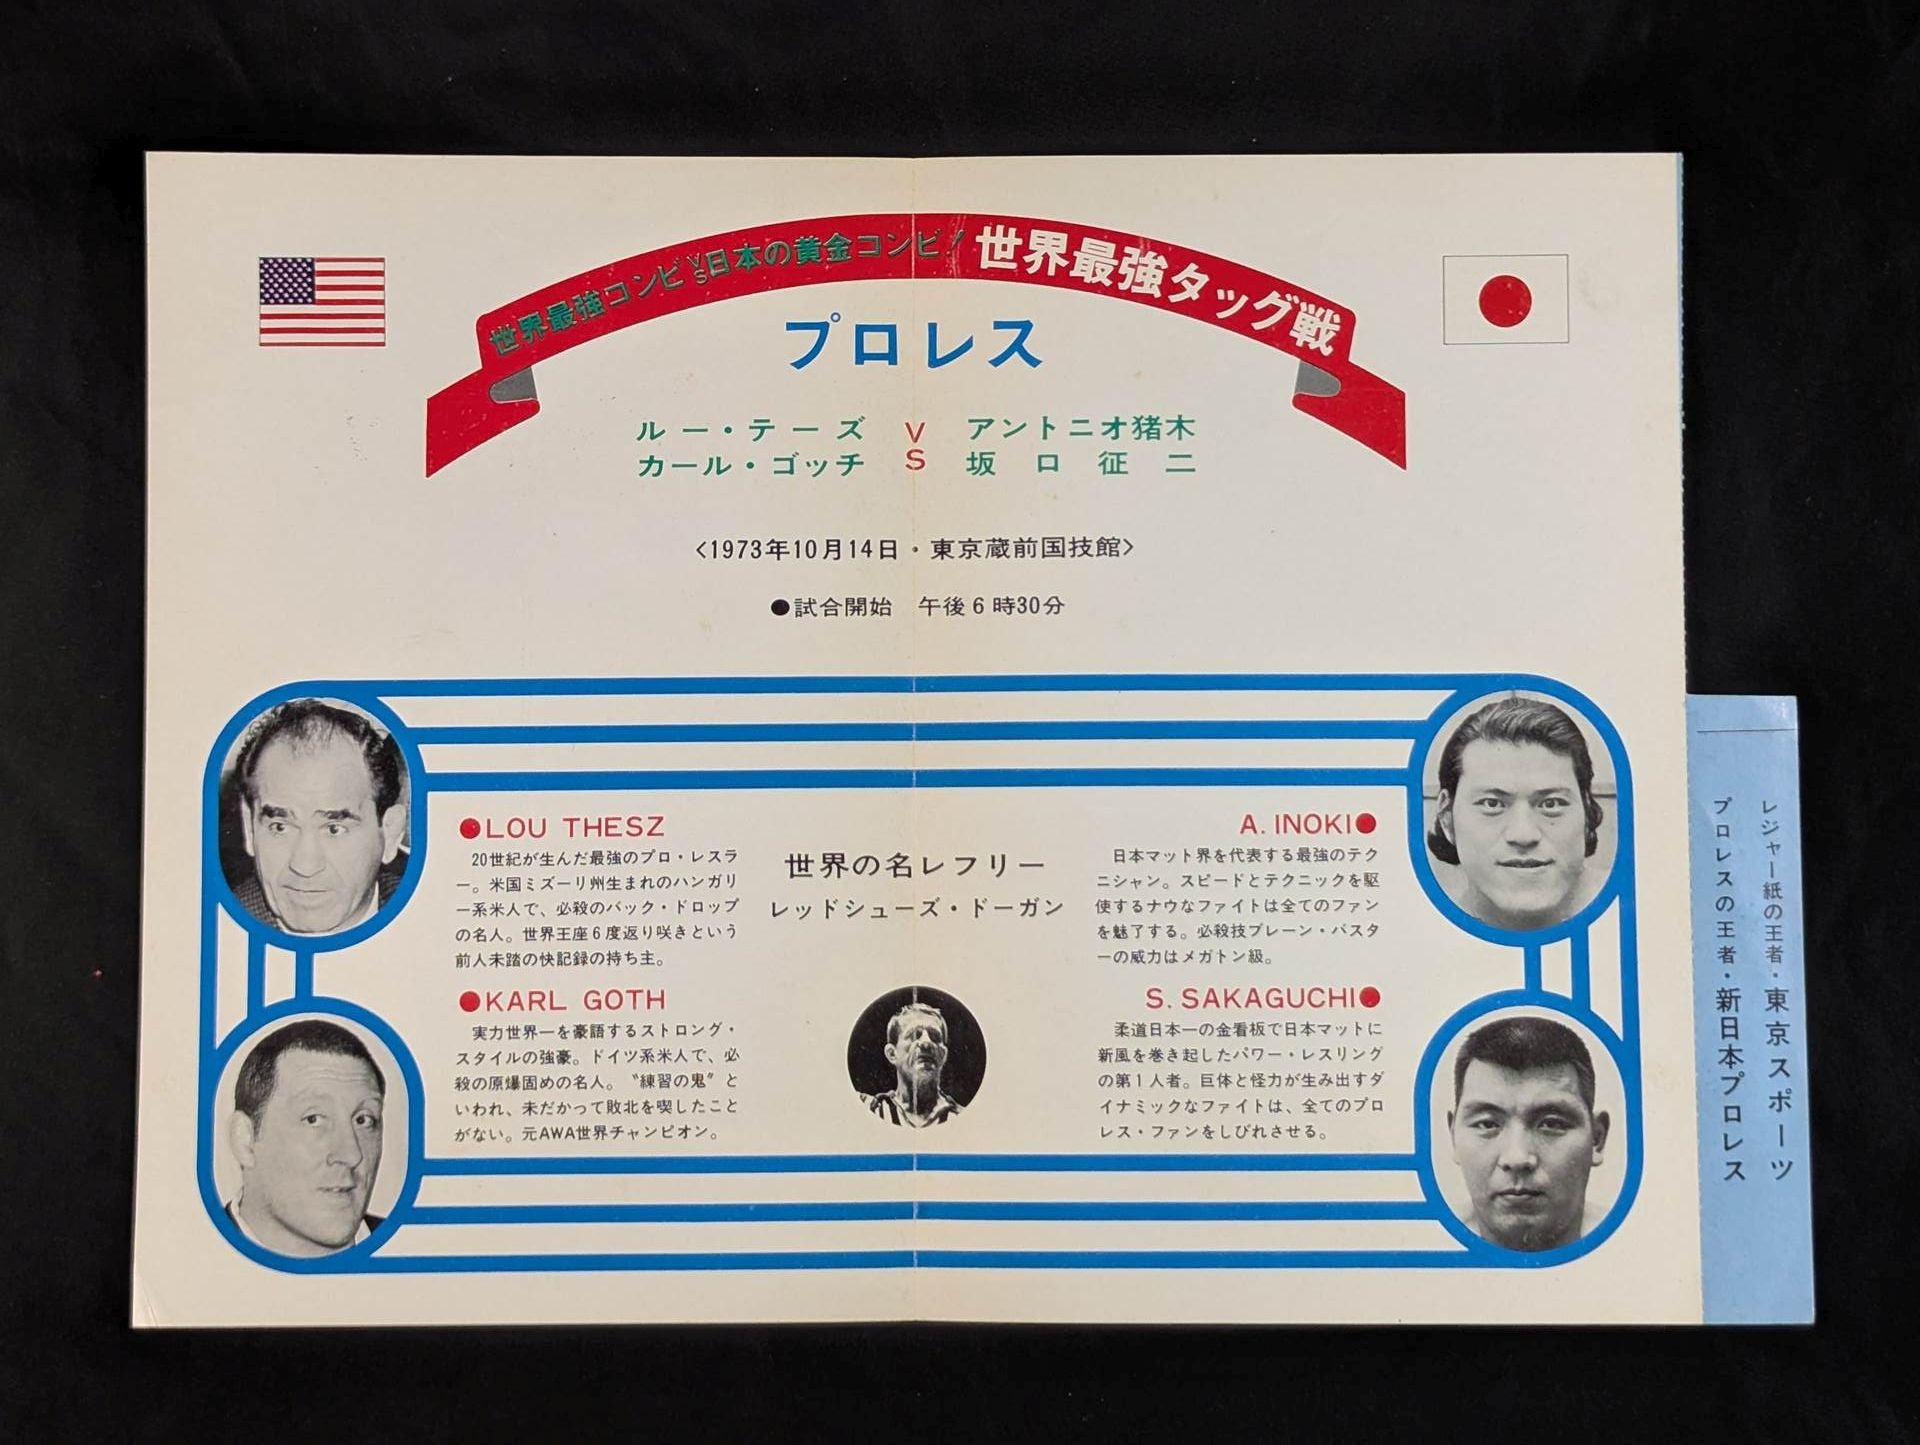 世界最強コンビVS日本の黄金コンビ！世界最強タッグ戦
プロレス
ルー・テーズ VS アントニオ猪木
カール・ゴッチ 坂口征二
<1973年10月14日・東京蔵前国技館>
●試合開始　午後6時30分
●LOU THESZ
20世紀が生んだ最強のプロ・レスラ
ー。米国ミズーリ州生まれのハンガリ
ー系米人で、必殺のバック・ドロップ
の名人。世界王座6度返り咲きという
前人未踏の快記録の持ち主。
●KARL GOTH
実力世界一を豪語するストロング・
スタイルの強豪。ドイツ系米人で、必
殺の原爆固めの名人。〝練習の鬼〟と
いわれ、未だかって敗北を喫したこと
がない。元AWA世界チャンピオン。
世界の名レフリー
レッドシューズ・ドーガン
A. INOKI●
日本マット界を代表する最強のテク
ニシャン。スピードとテクニックを駆
使するナウなファイトは全てのファン
を魅了する。必殺技ブレーン・バスタ
ーの威力はメガトン級。
S. SAKAGUCHI●
柔道日本一の金看板で日本マットに
新風を巻き起したパワー・レスリング
の第1人者。巨体と怪力が生み出すダ
イナミックなファイトは、全てのプロ
レス・ファンをしびれさせる。
レジャー紙の王者・東京スポーツ
プロレスの王者・新日本プロレス